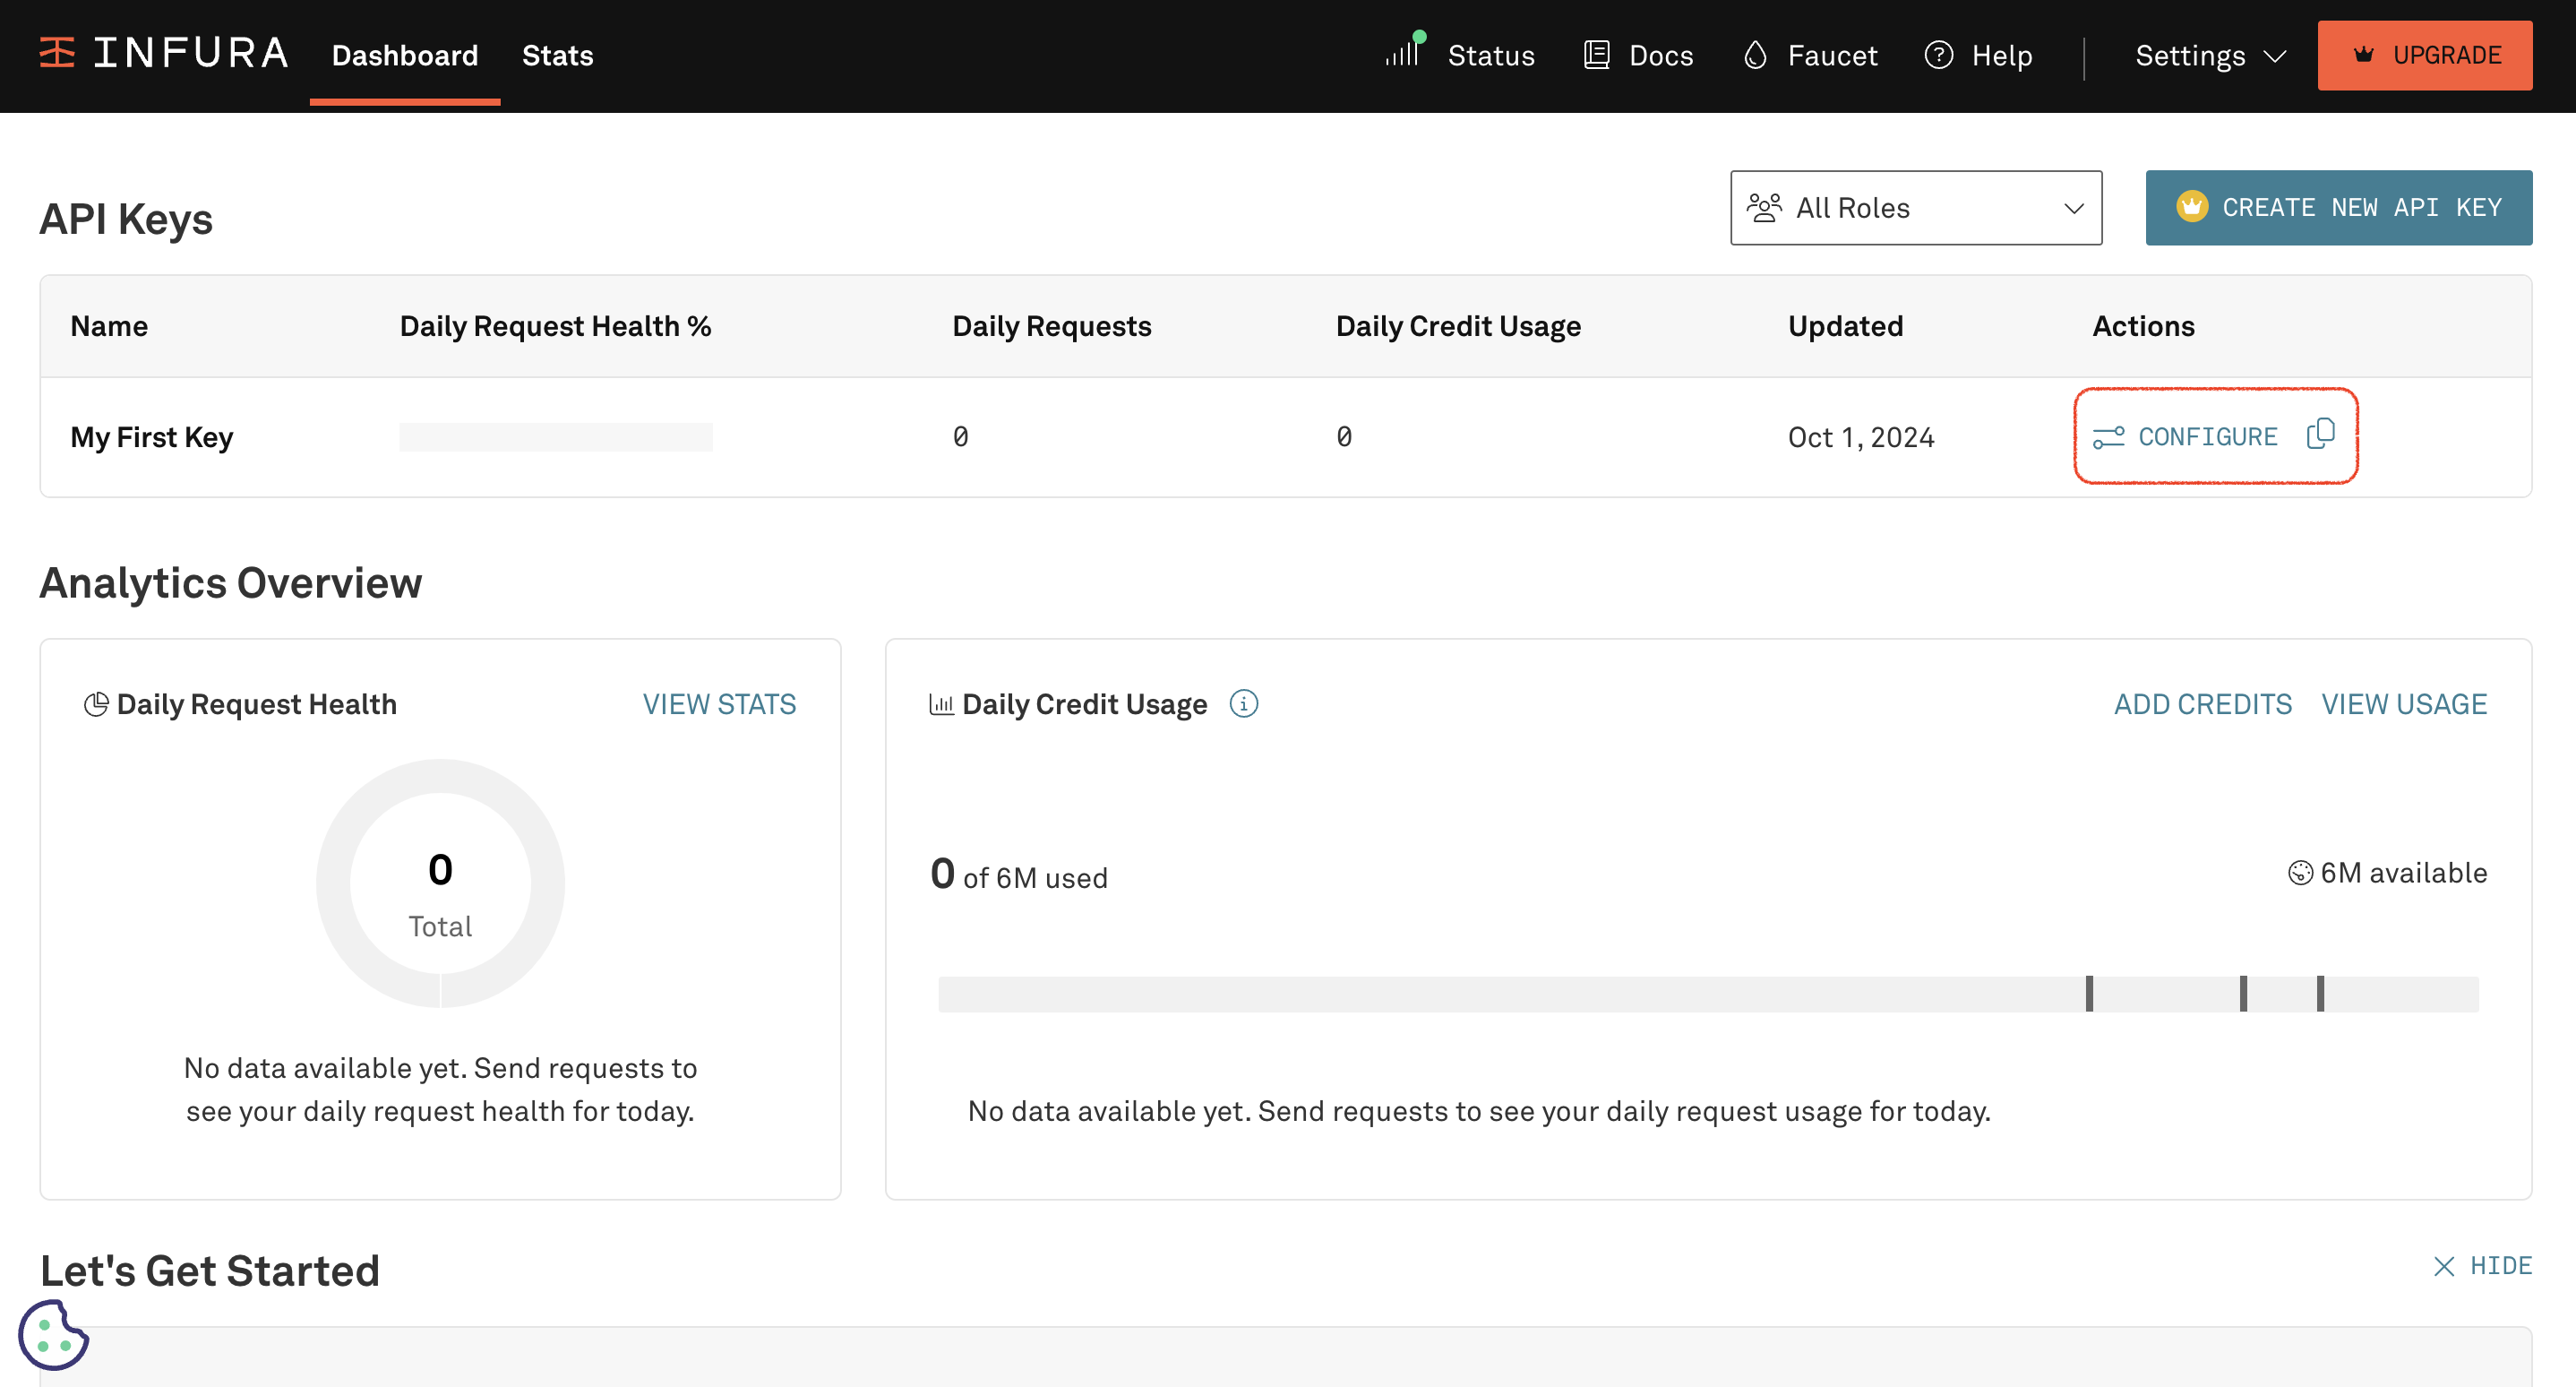 INFURA Dashboard Stats Status Docs Faucet Help Settings UPGRADE
API Keys All Roles CREATE NEW API KEY
Name Daily Request Health % Daily Requests Daily Credit Usage Updated Actions
My First Key 0 0 Oct 1, 2024 CONFIGURE
Analytics Overview
Daily Request Health VIEW STATS
0
Total
No data available yet. Send requests to
see your daily request health for today.
Daily Credit Usage ADD CREDITS VIEW USAGE
0 of 6M used 6M available
No data available yet. Send requests to see your daily request usage for today.
Let's Get Started HIDE